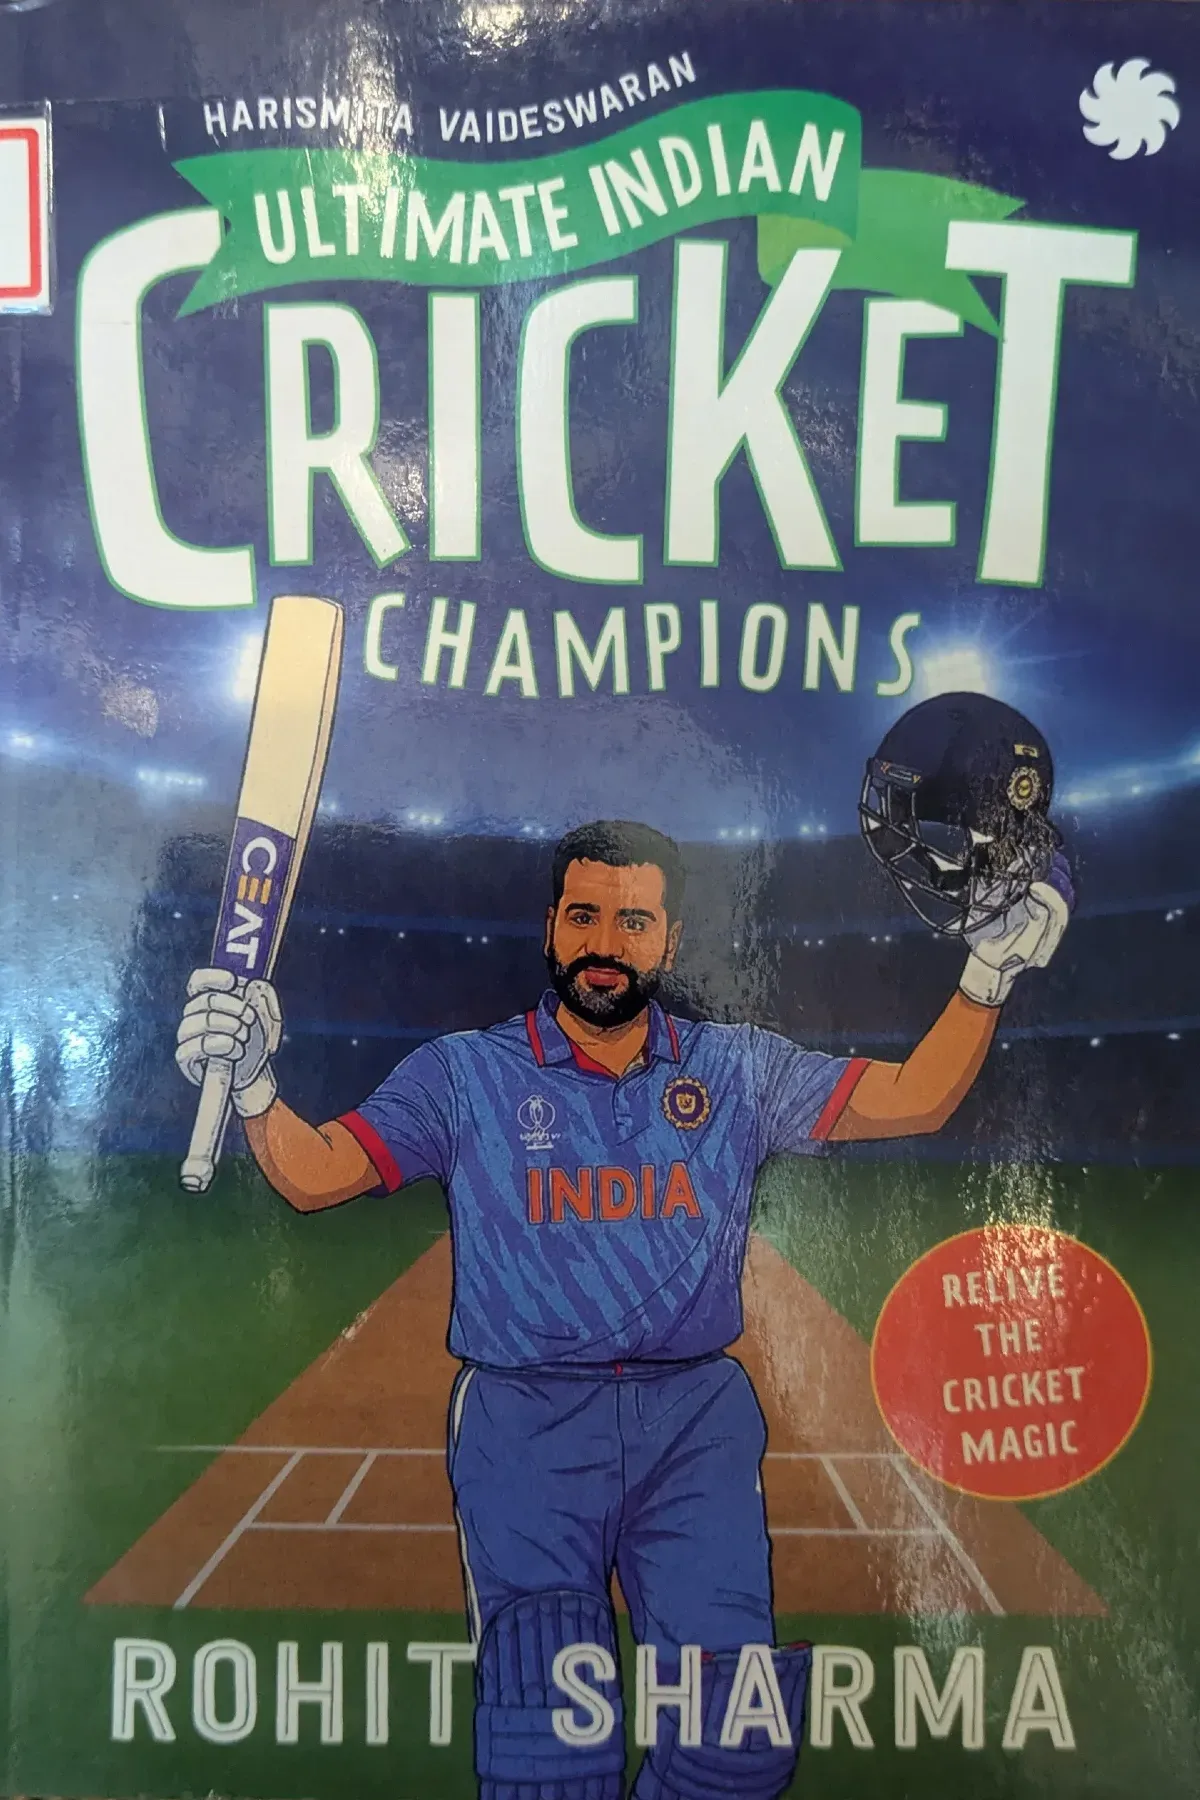 HARISMITA VAIDESWARAN
ULTIMATE INDIAN
CRICKET
CHAMPIONS
CEAT
INDIA
RELIVE
THE
CRICKET
MAGIC
ROHIT SHARMA